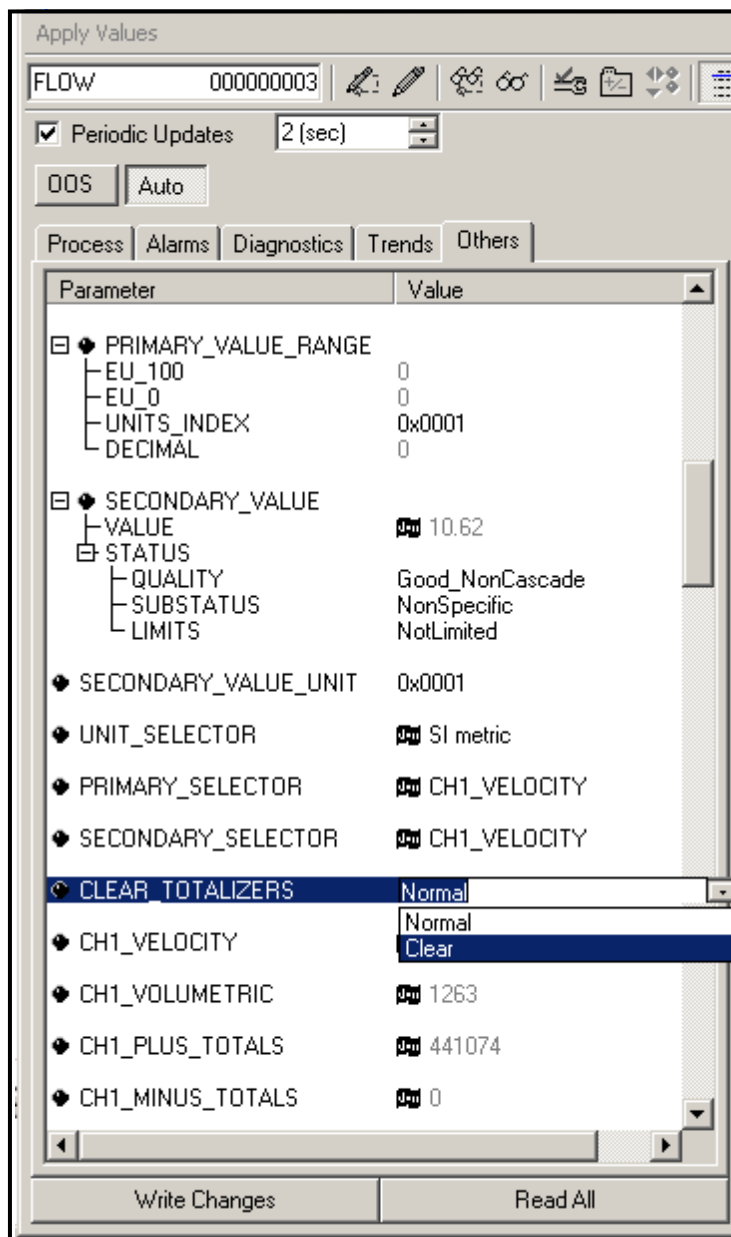 Apply Values
FLOW 000000003
Periodic Updates 2 (sec)
OOS Auto
Process Alarms Diagnostics Trends Others
Parameter Value
PRIMARY_VALUE_RANGE
EU_100 0
EU_0 0
UNITS_INDEX 0x0001
DECIMAL 0
SECONDARY_VALUE
VALUE 10.62
STATUS
QUALITY Good_NonCascade
SUBSTATUS NonSpecific
LIMITS NotLimited
SECONDARY_VALUE_UNIT 0x0001
UNIT_SELECTOR SI metric
PRIMARY_SELECTOR CH1_VELOCITY
SECONDARY_SELECTOR CH1_VELOCITY
CLEAR_TOTALIZERS Normal
Normal
CH1_VELOCITY Clear
CH1_VOLUMETRIC 1263
CH1_PLUS_TOTALS 441074
CH1_MINUS_TOTALS 0
Write Changes Read All